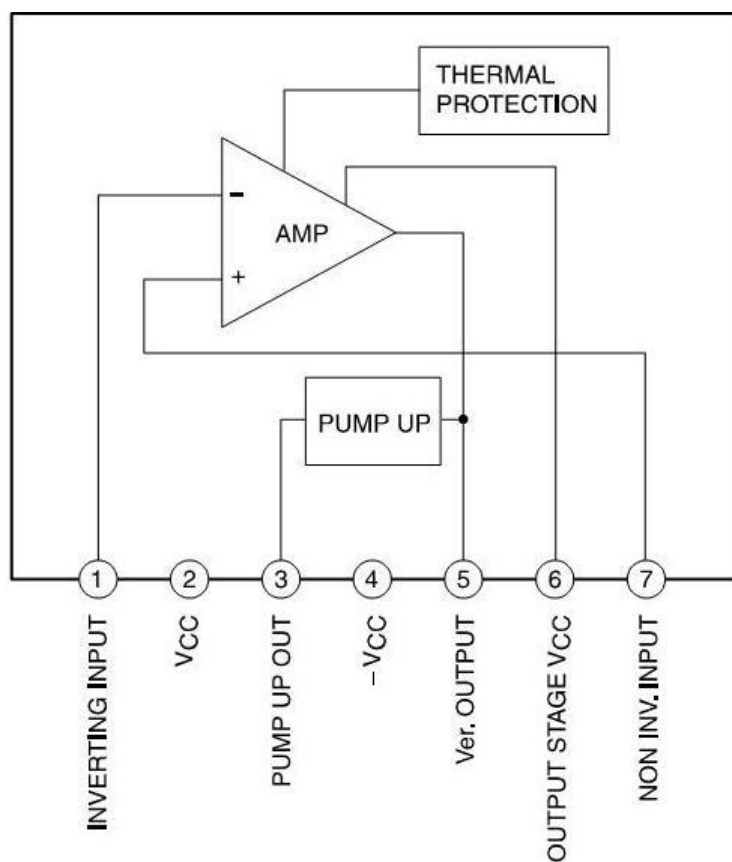 THERMAL
PROTECTION
-
AMP
+
PUMP UP
1
2
3
4
5
6
7
INVERTING INPUT
VCC
PUMP UP OUT
– VCC
Ver. OUTPUT
OUTPUT STAGE VCC
NON INV. INPUT